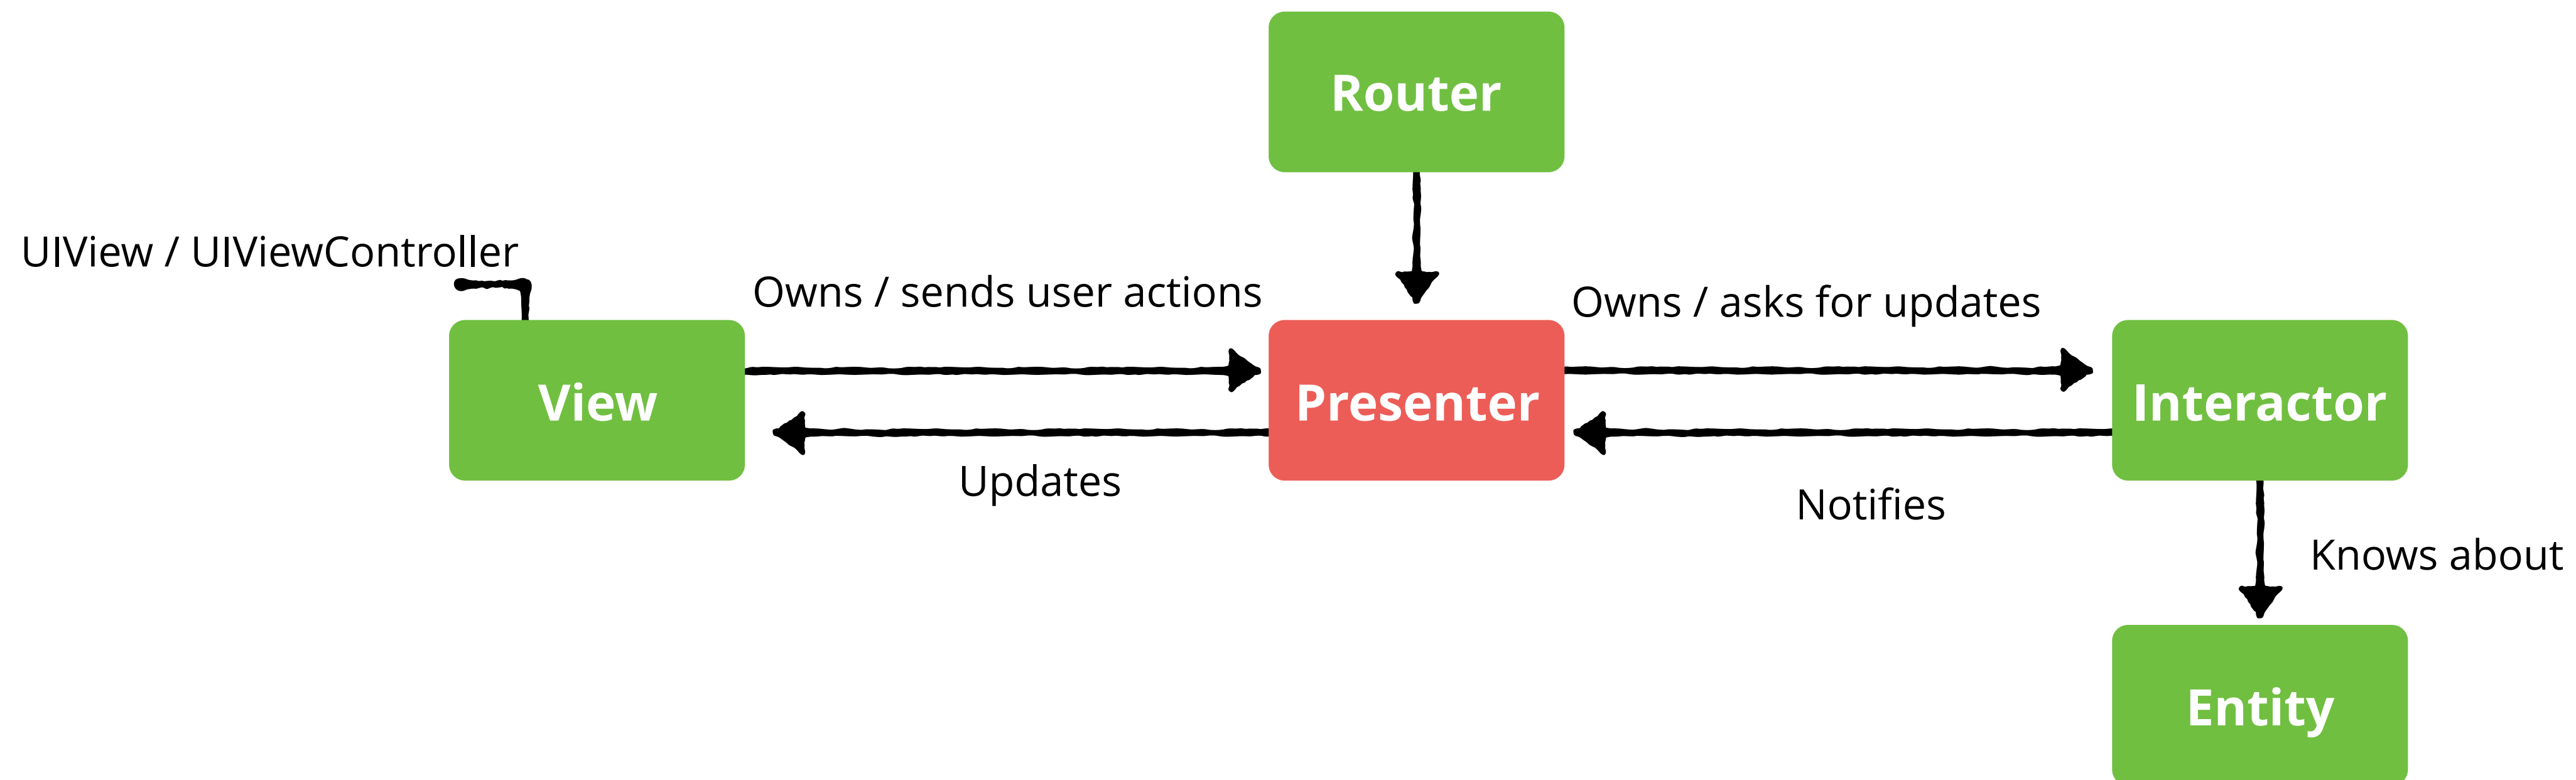 Router
UIView / UIViewController
Owns / sends user actions
Owns / asks for updates
View
Presenter
Interactor
Updates
Notifies
Knows about
Entity